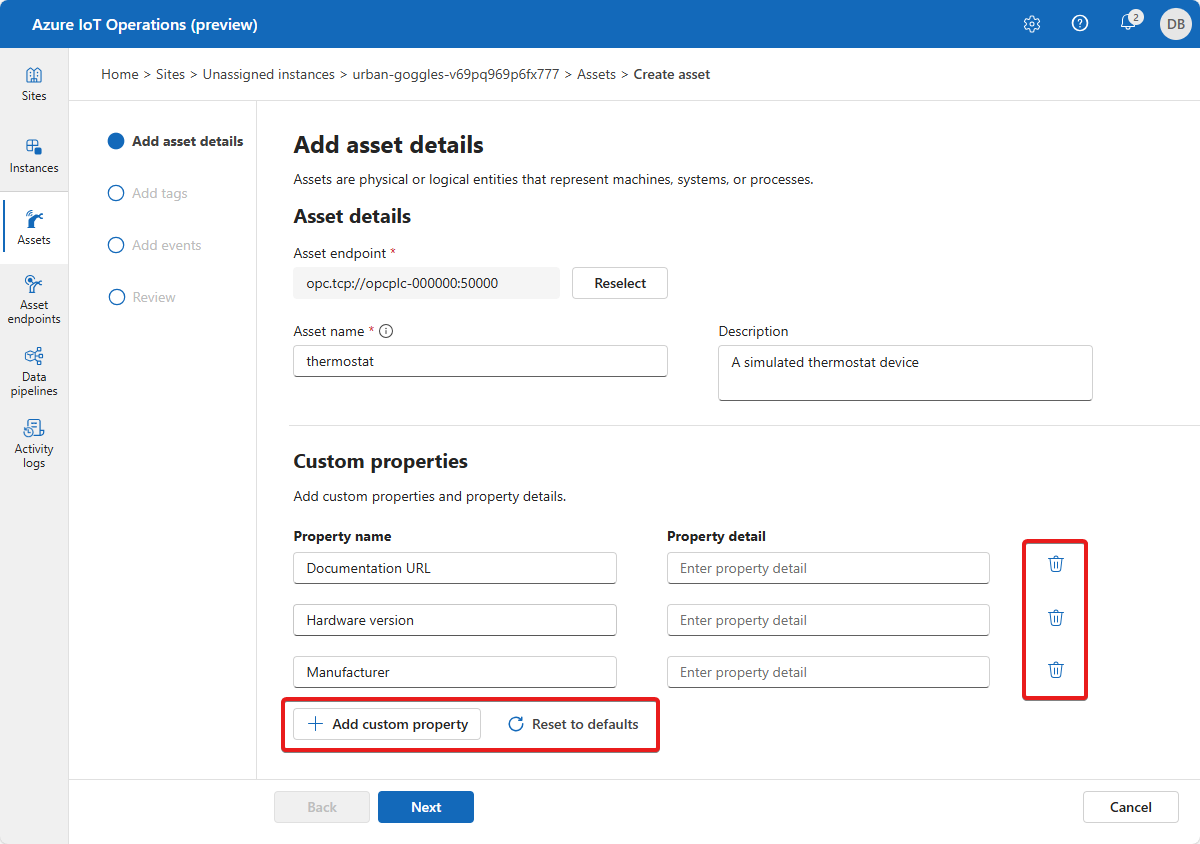 Azure IoT Operations (preview)
2
DB
Home > Sites > Unassigned instances > urban-goggles-v69pq969p6fx777 > Assets > Create asset
Sites
Instances
Assets
Asset
endpoints
Data
pipelines
Activity
logs
Add asset details
Add tags
Add events
Review
Add asset details
Assets are physical or logical entities that represent machines, systems, or processes.
Asset details
Asset endpoint *
opc.tcp://opcplc-000000:50000
Reselect
Asset name *
Description
thermostat
A simulated thermostat device
Custom properties
Add custom properties and property details.
Property name
Property detail
Documentation URL
Enter property detail
Hardware version
Enter property detail
Manufacturer
Enter property detail
Add custom property
Reset to defaults
Back
Next
Cancel